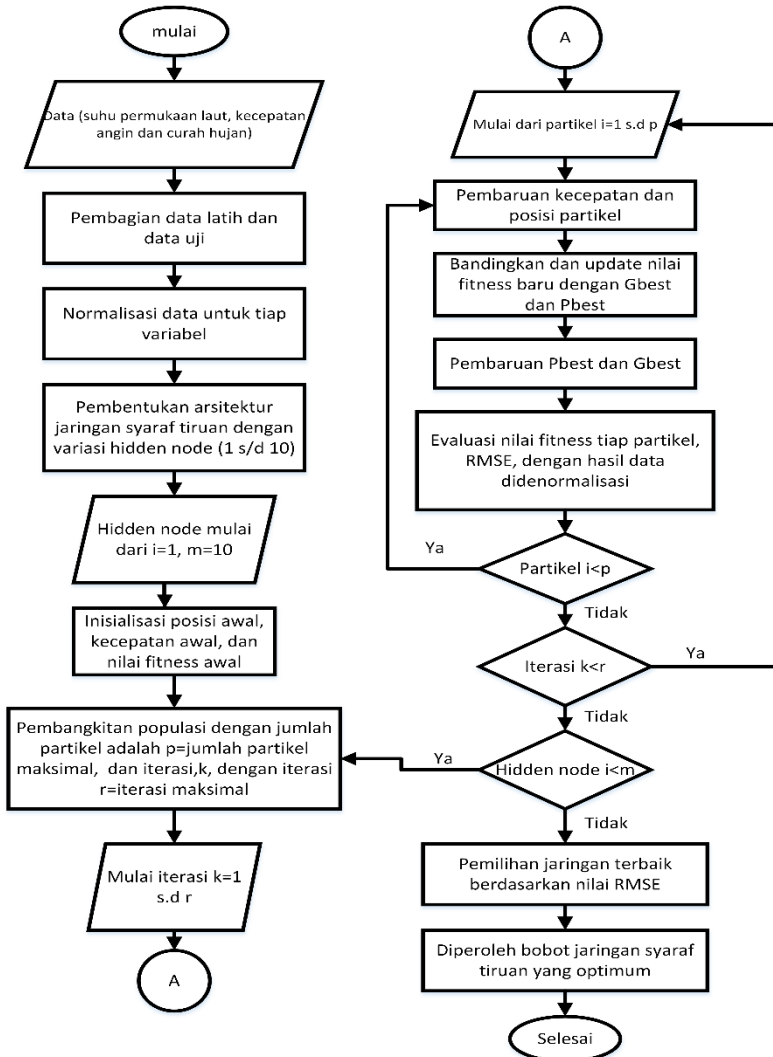 mulai
Data (suhu permukaan laut, kecepatan
angin dan curah hujan)
Pembagian data latih dan
data uji
Normalisasi data untuk tiap
variabel
Pembentukan arsitektur
jaringan syaraf tiruan dengan
variasi hidden node (1 s/d 10)
Hidden node mulai
dari i=1, m=10
Inisialisasi posisi awal,
kecepatan awal, dan
nilai fitness awal
Pembangkitan populasi dengan jumlah
partikel adalah p=jumlah partikel
maksimal, dan iterasi,k, dengan iterasi
r=iterasi maksimal
Mulai iterasi k=1
s.d r
A
A
Mulai dari partikel i=1 s.d p
Pembaruan kecepatan dan
posisi partikel
Bandingkan dan update nilai
fitness baru dengan Gbest
dan Pbest
Pembaruan Pbest dan Gbest
Evaluasi nilai fitness tiap partikel,
RMSE, dengan hasil data
didenormalisasi
Ya
Partikel i<p
Tidak
Iterasi k<r
Ya
Tidak
Ya
Hidden node i<m
Tidak
Pemilihan jaringan terbaik
berdasarkan nilai RMSE
Diperoleh bobot jaringan syaraf
tiruan yang optimum
Selesai